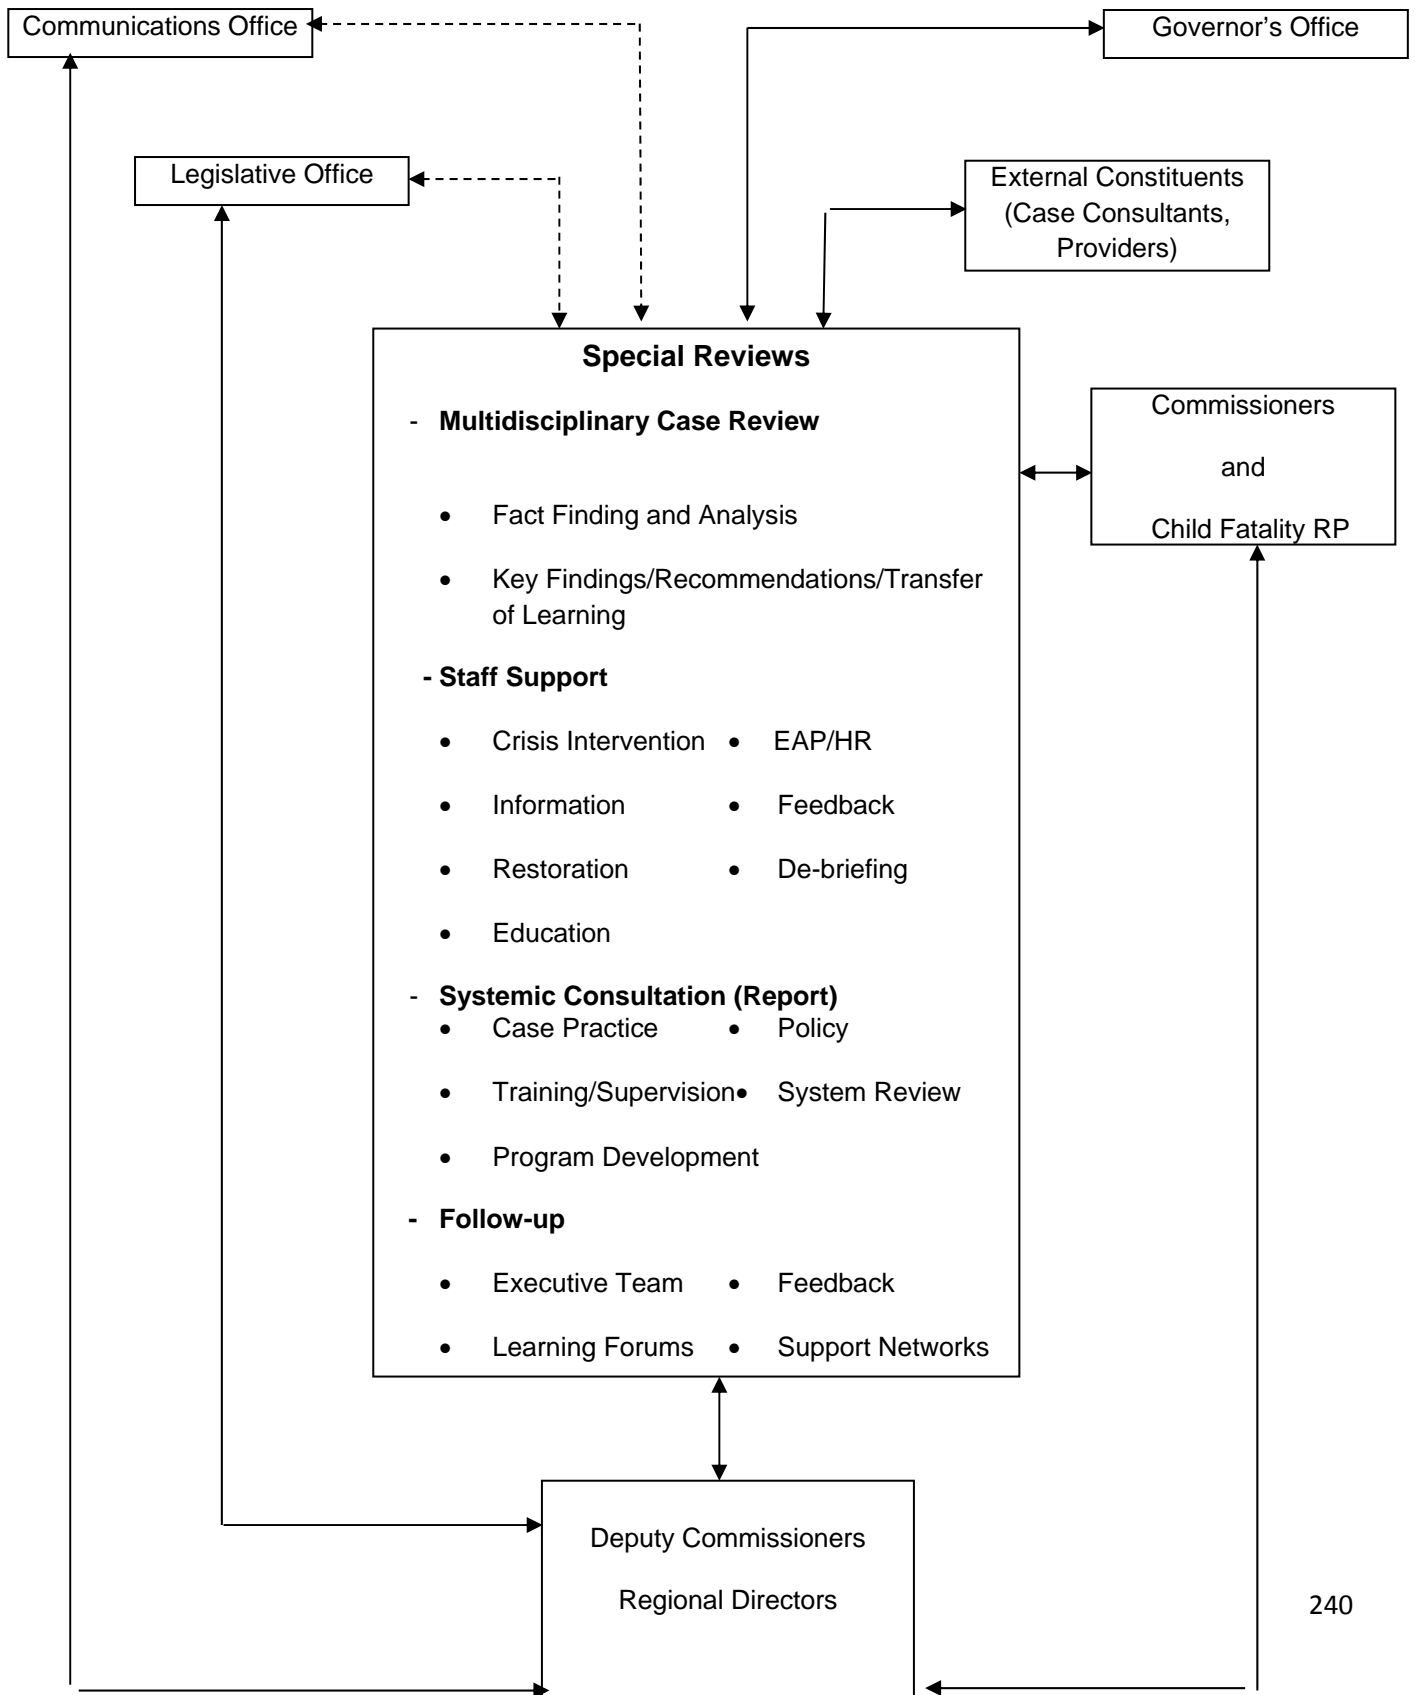 Communications Office
Governor’s Office
Legislative Office
External Constituents
(Case Consultants,
Providers)
Special Reviews
- Multidisciplinary Case Review
• Fact Finding and Analysis
• Key Findings/Recommendations/Transfer
of Learning
- Staff Support
• Crisis Intervention • EAP/HR
• Information • Feedback
• Restoration • De-briefing
• Education
- Systemic Consultation (Report)
• Case Practice • Policy
• Training/Supervision• System Review
• Program Development
- Follow-up
• Executive Team • Feedback
• Learning Forums • Support Networks
Commissioners
and
Child Fatality RP
Deputy Commissioners
Regional Directors
240